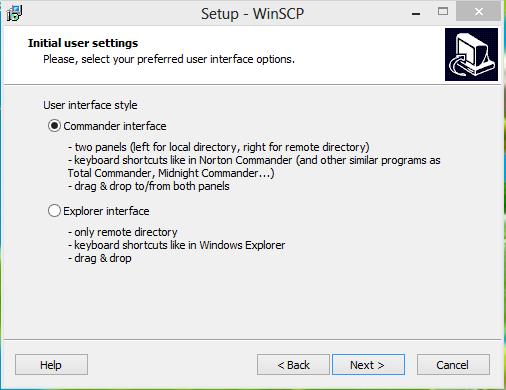 Setup - WinSCP
Initial user settings
Please, select your preferred user interface options.
User interface style
Commander interface
- two panels (left for local directory, right for remote directory)
- keyboard shortcuts like in Norton Commander (and other similar programs as
Total Commander, Midnight Commander...)
- drag & drop to/from both panels
Explorer interface
- only remote directory
- keyboard shortcuts like in Windows Explorer
- drag & drop
Help
< Back
Next >
Cancel